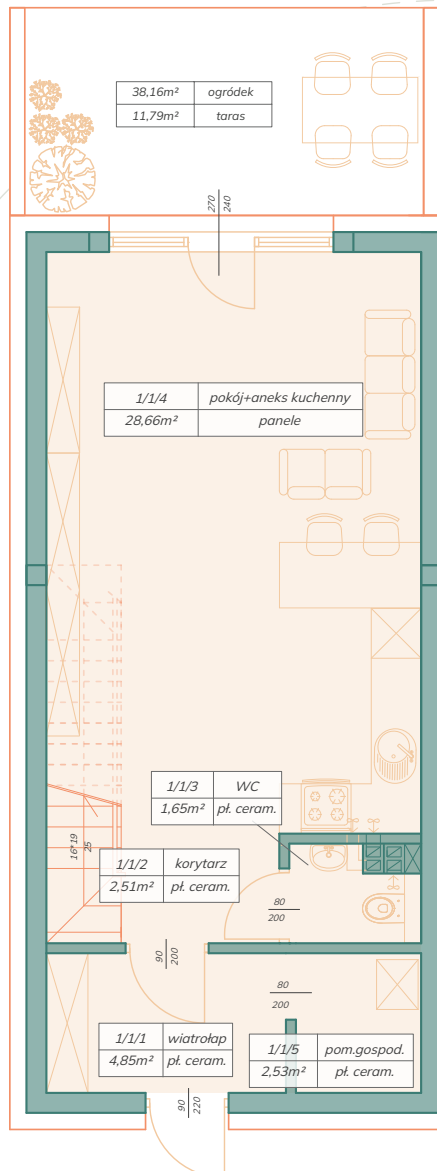 38,16m² ogródek
11,79m² taras
270
240
1/1/4 pokój+aneks kuchenny
28,66m² panele
1/1/3 WC
1,65m² pł. ceram.
16*19
25
1/1/2 korytarz
2,51m² pł. ceram.
80
200
90
200
80
200
1/1/1 wiatrołap
4,85m² pł. ceram.
1/1/5 pom.gospod.
2,53m² pł. ceram.
90
220